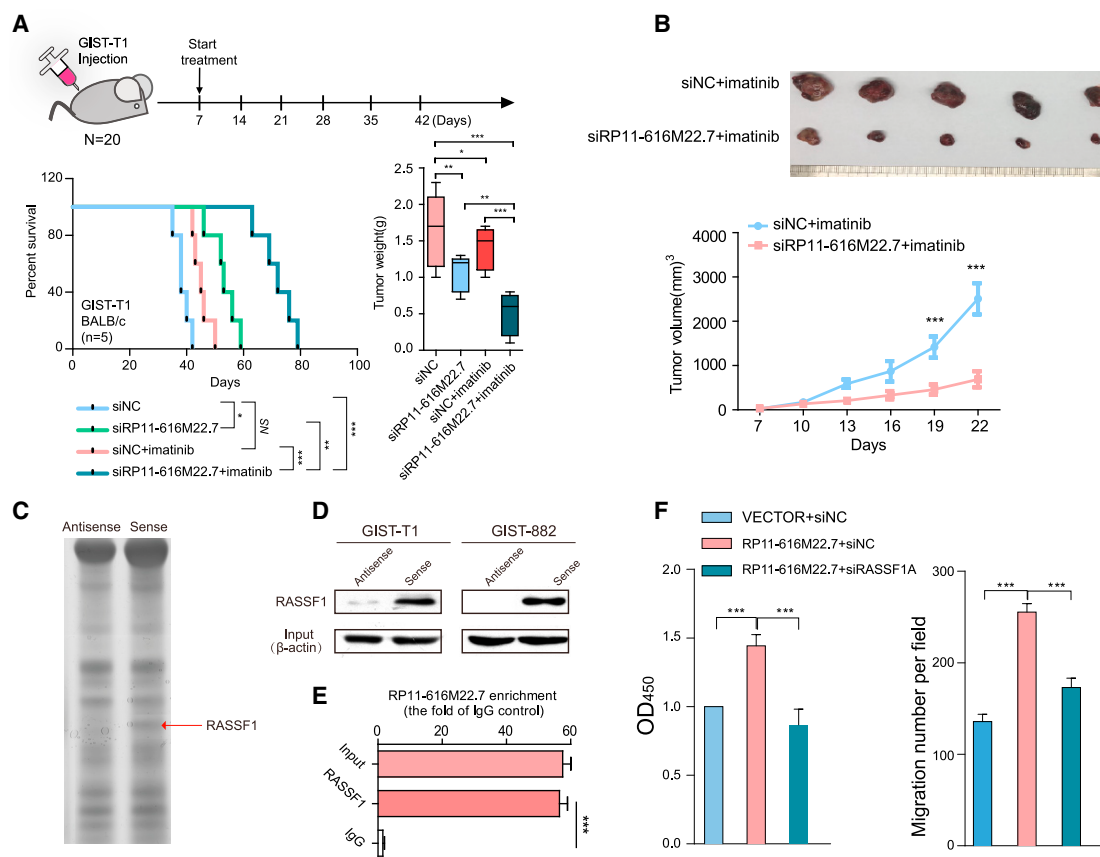 A
GIST-T1
Injection
N=20
Start
treatment
7 14 21 28 35 42 (Days)
120
80
40
0
Percent survival
GIST-T1
BALB/c
(n=5)
0 20 40 60 80 100
Days
siNC
siRP11-616M22.7
siNC+imatinib
siRP11-616M22.7+imatinib
*
NS
***
**
***
***
*
**
**
***
2.5
2.0
1.5
1.0
0.5
0.0
Tumor weight(g)
siNC
siRP11-616M22.7
siNC+imatinib
siRP11-616M22.7+imatinib
B
siNC+imatinib
siRP11-616M22.7+imatinib
siNC+imatinib
siRP11-616M22.7+imatinib
4000
3000
2000
1000
0
Tumor volume(mm)3
***
***
7 10 13 16 19 22
Days
C
Antisense Sense
RASSF1
D
GIST-T1 GIST-882
Antisense Sense Antisense Sense
RASSF1
Input
(β-actin)
E
RP11-616M22.7 enrichment
(the fold of IgG control)
0 20 40 60
Input
RASSF1
IgG
***
F
VECTOR+siNC
RP11-616M22.7+siNC
RP11-616M22.7+siRASSF1A
2.0
1.5
1.0
0.5
0.0
OD450
*** ***
300
200
100
0
Migration number per field
*** ***